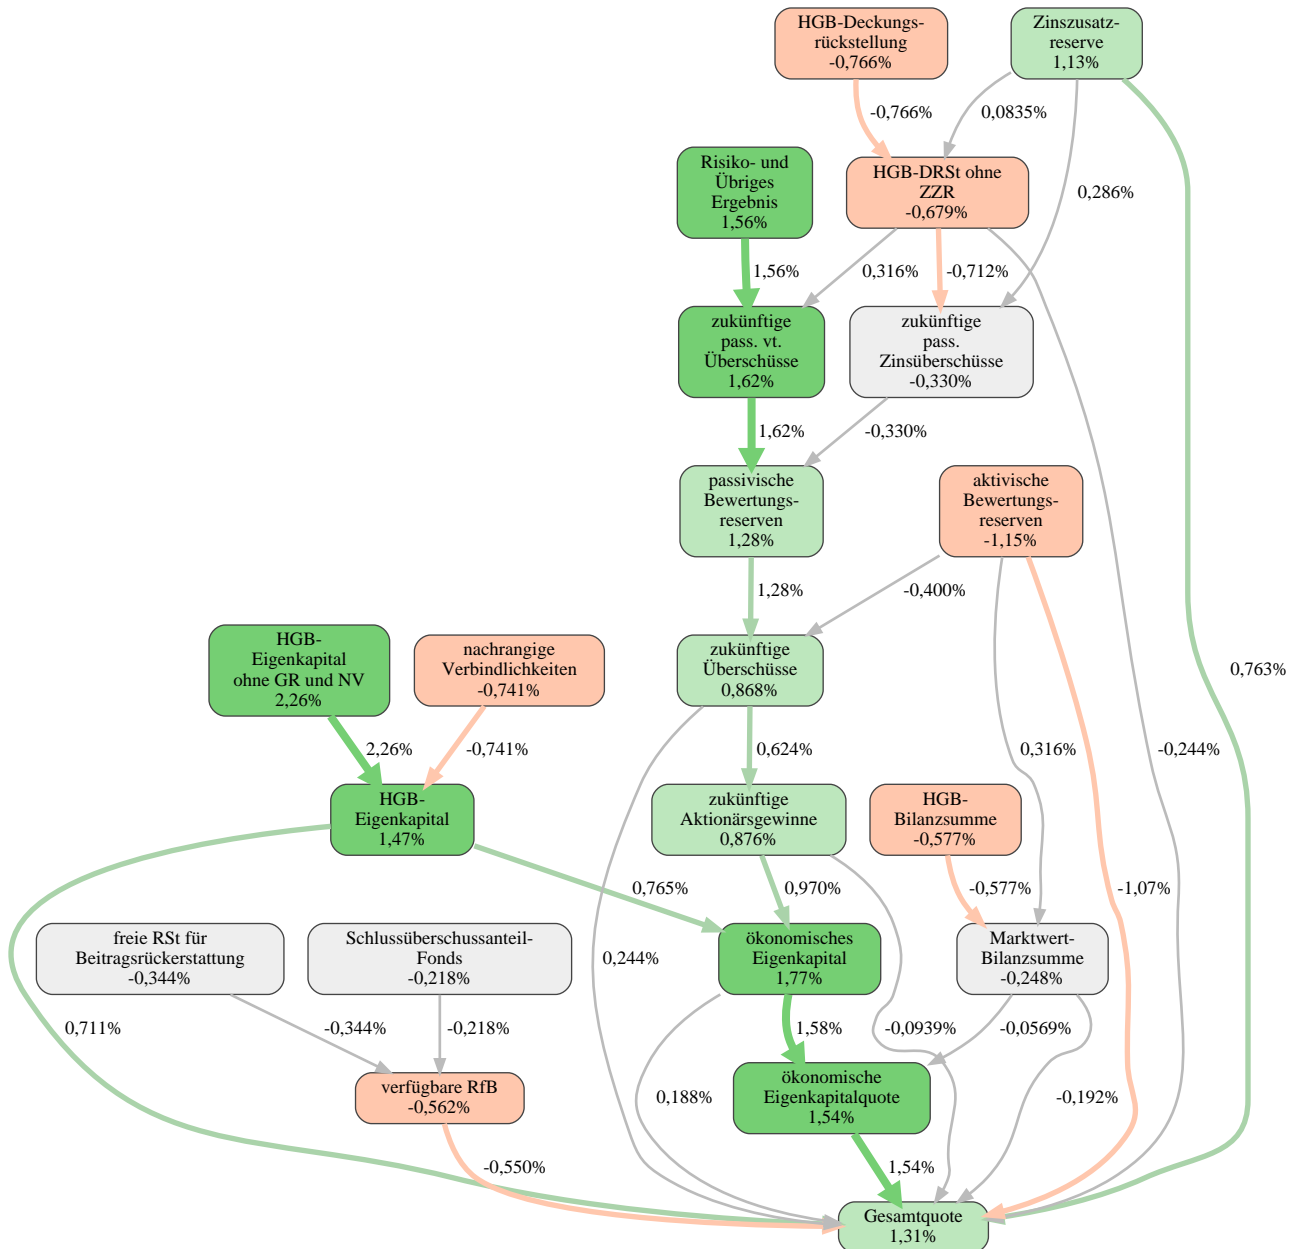 HGB-Deckungs-
rückstellung
-0,766%
Zinszusatz-
reserve
1,13%
-0,766%
0,0835%
Risiko- und
Übriges
Ergebnis
1,56%
HGB-DRSt ohne
ZZR
-0,679%
0,286%
1,56%
0,316%
-0,712%
zukünftige
pass. vt.
Überschüsse
1,62%
zukünftige
pass.
Zinsüberschüsse
-0,330%
1,62%
-0,330%
passivische
Bewertungs-
reserven
1,28%
aktivische
Bewertungs-
reserven
-1,15%
1,28%
-0,400%
HGB-
Eigenkapital
ohne GR und NV
2,26%
nachrangige
Verbindlichkeiten
-0,741%
zukünftige
Überschüsse
0,868%
0,763%
2,26%
-0,741%
0,624%
0,316%
-0,244%
HGB-
Eigenkapital
1,47%
zukünftige
Aktionärsgewinne
0,876%
HGB-
Bilanzsumme
-0,577%
0,765%
0,970%
-0,577%
-1,07%
freie RSt für
Beitragsrückerstattung
-0,344%
Schlussüberschussanteil-
Fonds
-0,218%
ökonomisches
Eigenkapital
1,77%
Marktwert-
Bilanzsumme
-0,248%
0,244%
0,711%
-0,344%
-0,218%
1,58%
-0,0939%
-0,0569%
verfügbare RfB
-0,562%
0,188%
ökonomische
Eigenkapitalquote
1,54%
-0,192%
-0,550%
1,54%
Gesamtquote
1,31%